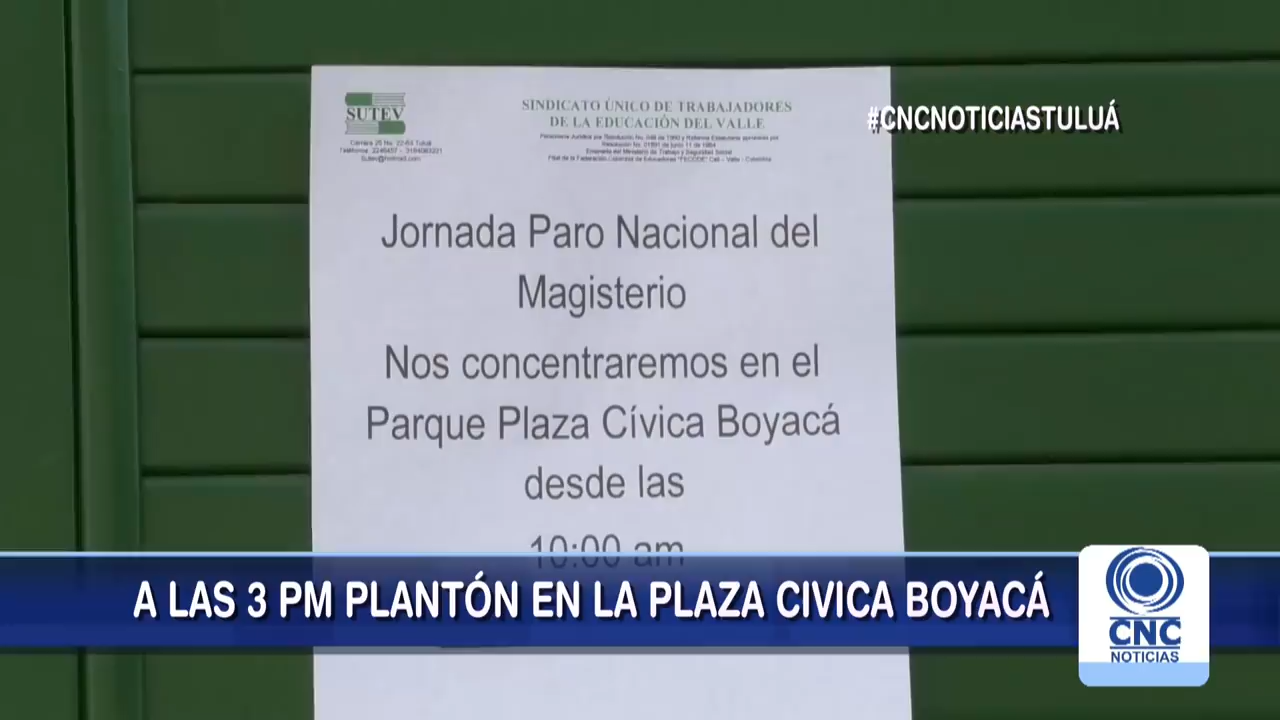 SUTEV
SINDICATO ÚNICO DE TRABAJADORES
DE LA EDUCACIÓN DEL VALLE
#CNCNOTICIASTULUÁ
Jornada Paro Nacional del
Magisterio
Nos concentraremos en el
Parque Plaza Cívica Boyacá
desde las
10:00 am
A LAS 3 PM PLANTÓN EN LA PLAZA CIVICA BOYACÁ
CNC
NOTICIAS